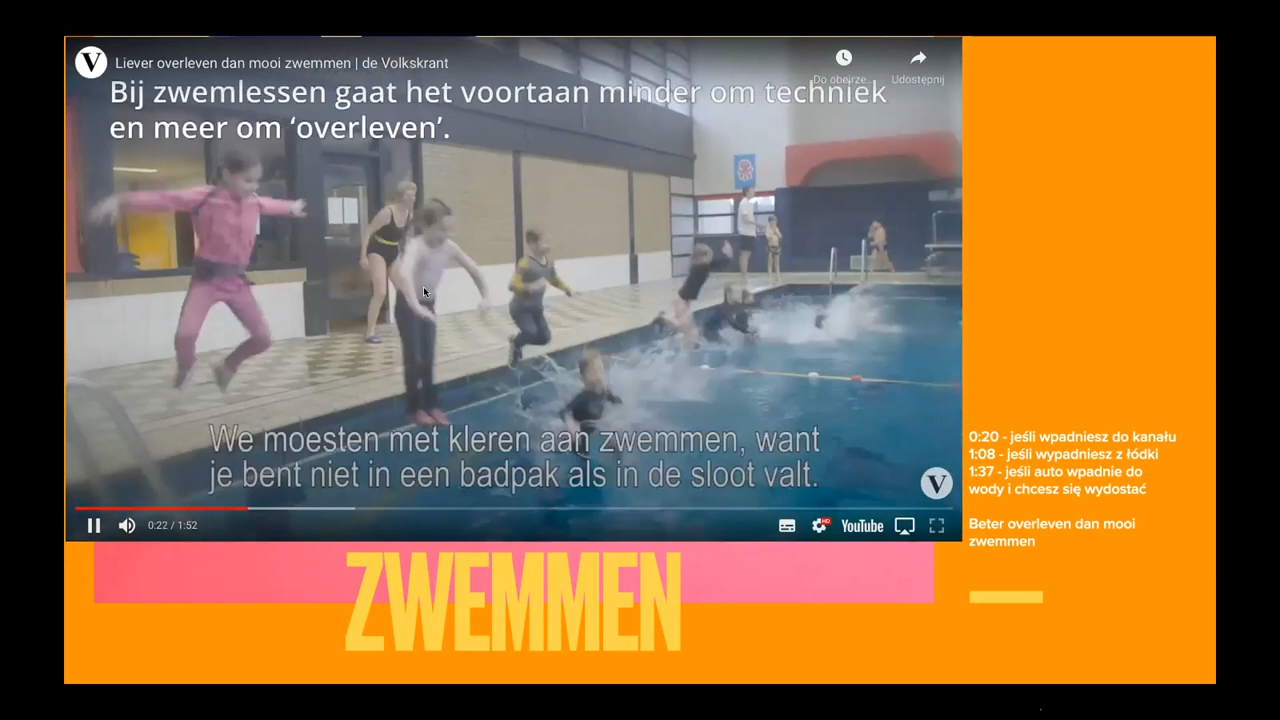 V
Liever overleven dan mooi zwemmen | de Volkskrant
Do obejrze...
Udostępnij
Bij zwemlessen gaat het voortaan minder om techniek
en meer om ‘overleven’.
We moesten met kleren aan zwemmen, want
je bent niet in een badpak als in de sloot valt.
V
0:22 / 1:52
HD
YouTube
ZWEMMEN
0:20 - jeśli wpadniesz do kanału
1:08 - jeśli wypadniesz z łódki
1:37 - jeśli auto wpadnie do
wody i chcesz się wydostać
Beter overleven dan mooi
zwemmen